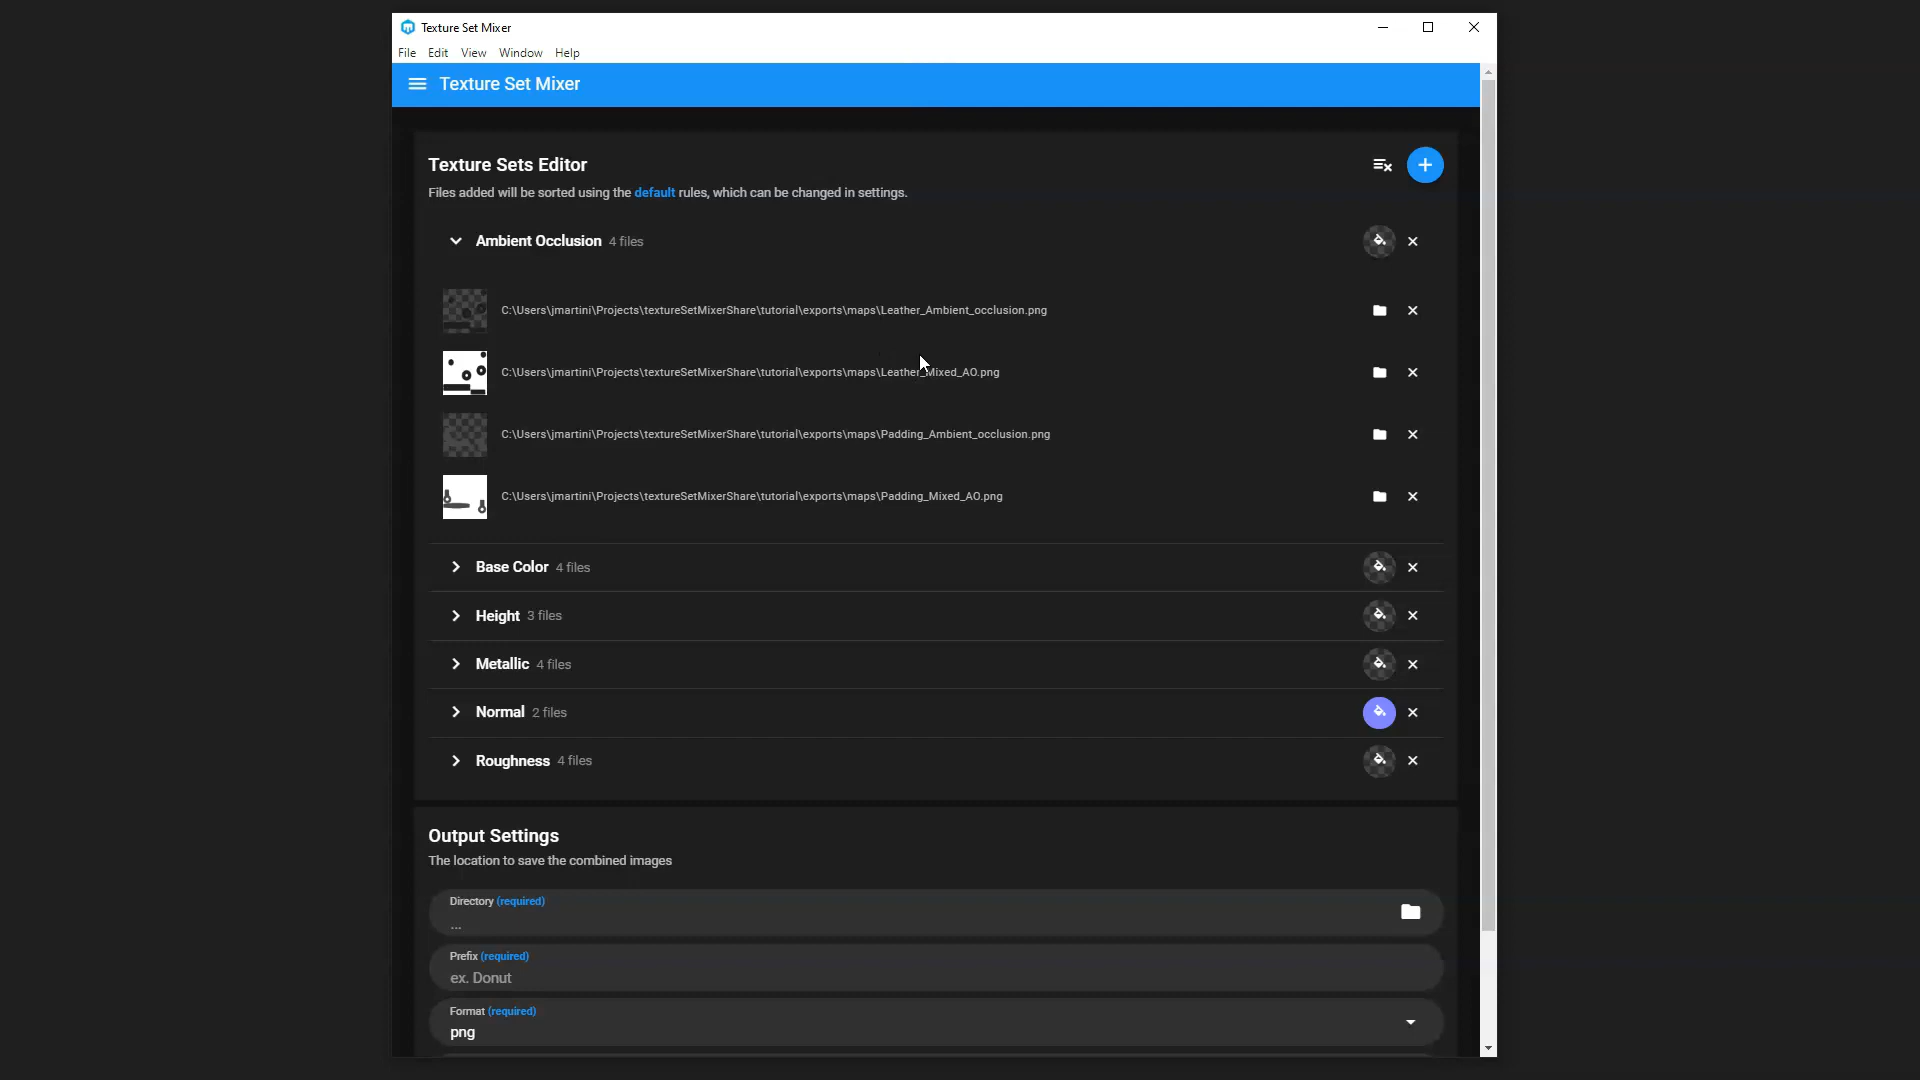 Texture Set Mixer
File Edit View Window Help
Texture Set Mixer
Texture Sets Editor
Files added will be sorted using the default rules, which can be changed in settings.
Ambient Occlusion 4 files
C:\Users\jmartini\Projects\textureSetMixerShare\tutorial\exports\maps\Leather_Ambient_occlusion.png
C:\Users\jmartini\Projects\textureSetMixerShare\tutorial\exports\maps\Leather_Mixed_AO.png
C:\Users\jmartini\Projects\textureSetMixerShare\tutorial\exports\maps\Padding_Ambient_occlusion.png
C:\Users\jmartini\Projects\textureSetMixerShare\tutorial\exports\maps\Padding_Mixed_AO.png
Base Color 4 files
Height 3 files
Metallic 4 files
Normal 2 files
Roughness 4 files
Output Settings
The location to save the combined images
Directory (required)
...
Prefix (required)
ex. Donut
Format (required)
png